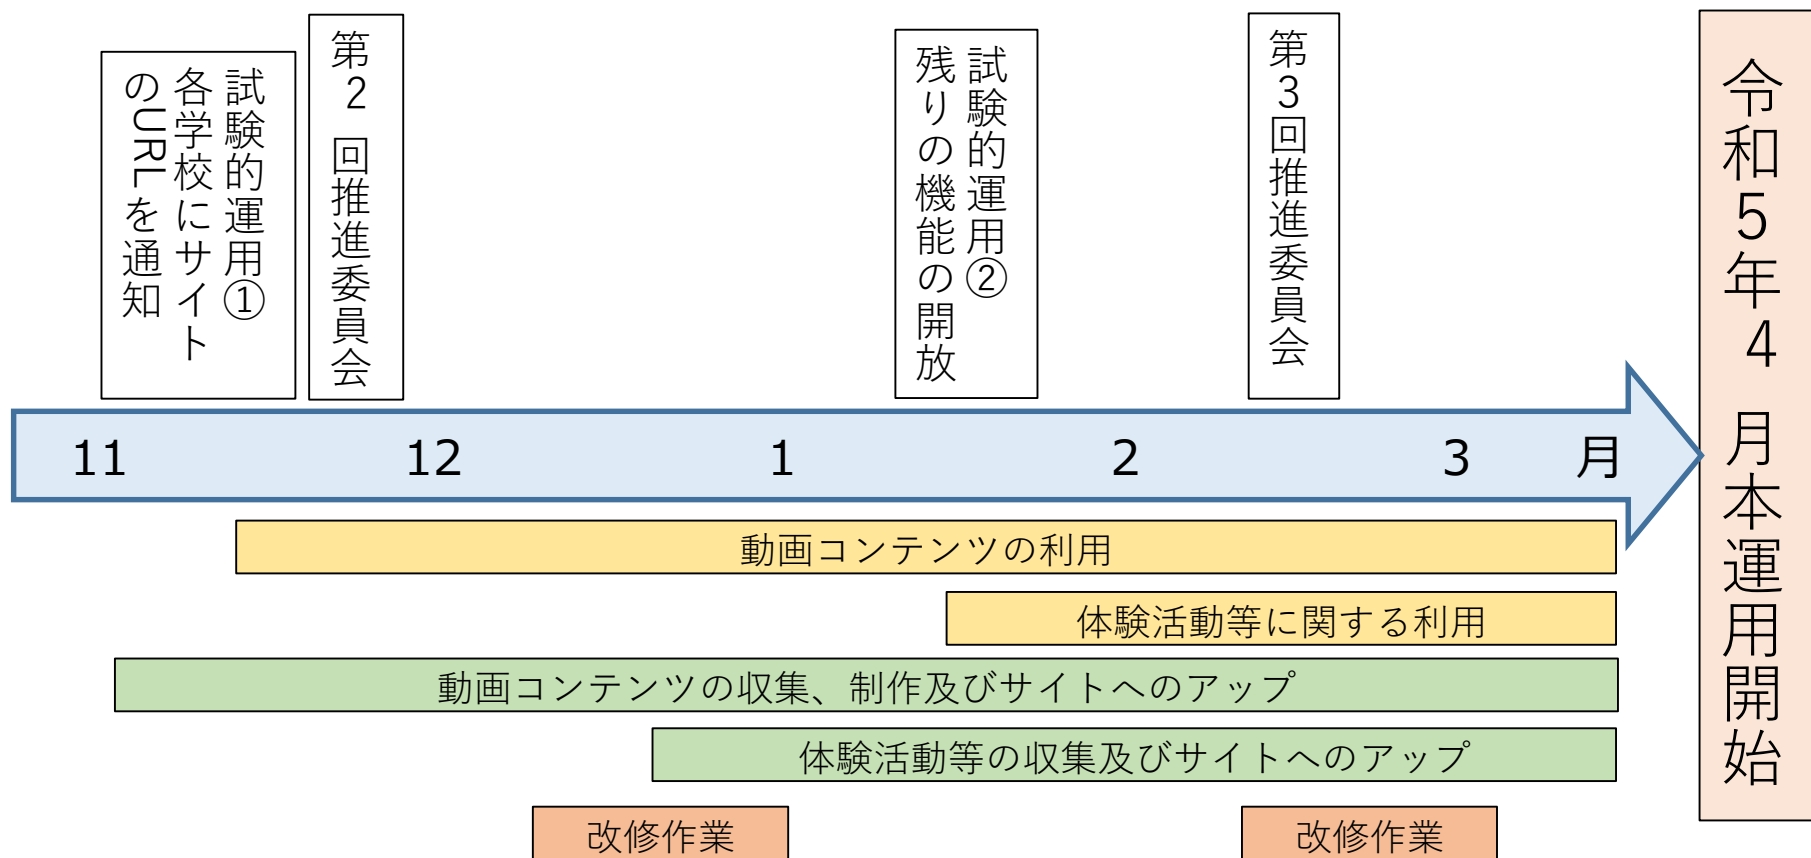 試験的運用①
各学校にサイト
のURLを通知
第2回推進委員会
試験的運用②
残りの機能の開放
第3回推進委員会
令和5年4月本運用開始
11 12 1 2 3 月
動画コンテンツの利用
体験活動等に関する利用
動画コンテンツの収集、制作及びサイトへのアップ
体験活動等の収集及びサイトへのアップ
改修作業 改修作業